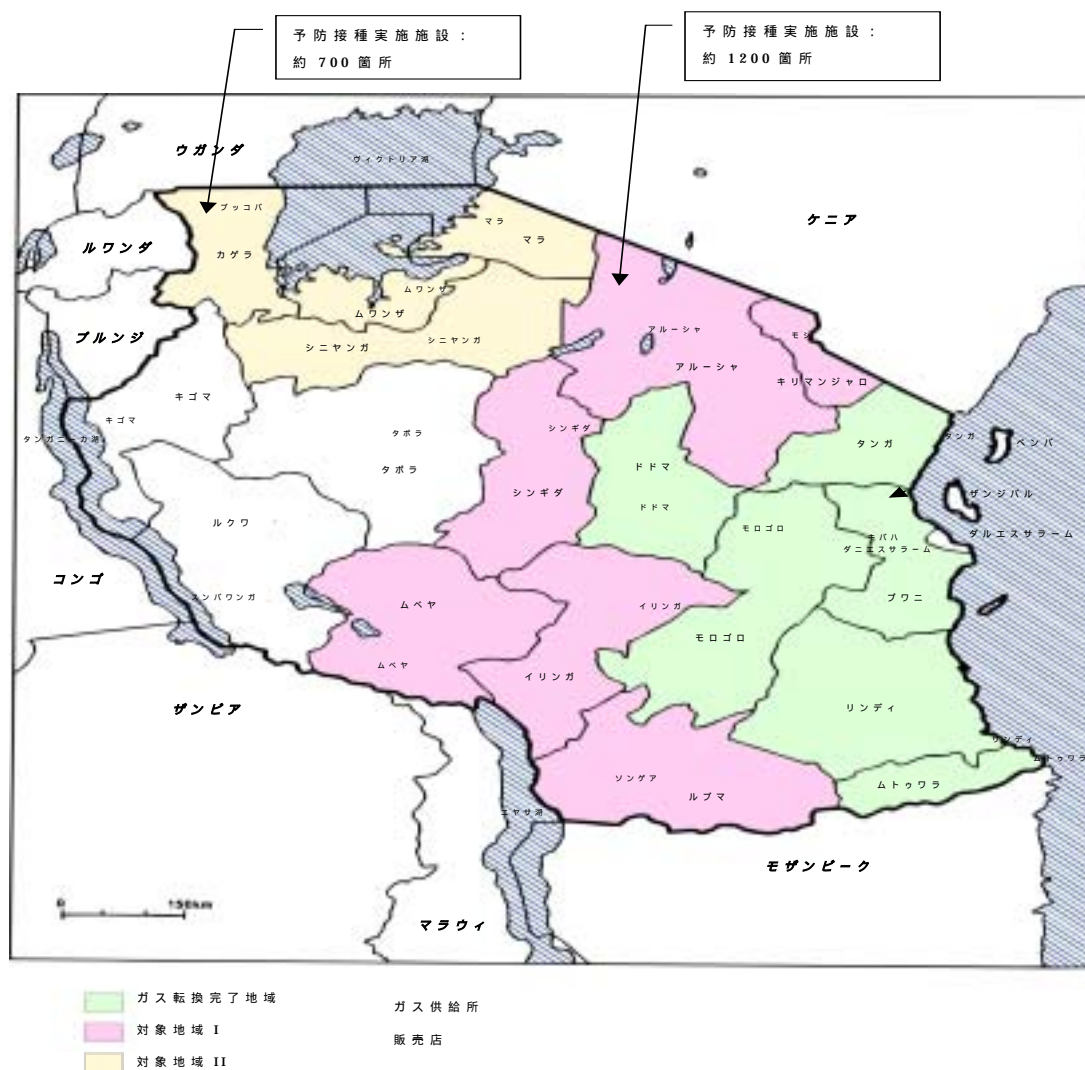 予防接種実施施設：
約 700 箇所
予防接種実施施設：
約 1200 箇所
ウガンダ
ヴィクトリア湖
ケニア
ブッコバ
マラ
マラ
ルワンダ
カゲラ
ムワンザ
ムワンザ
アルーシャ
モシ
ブルンジ
シニヤンガ
シニヤンガ
アルーシャ
キリマンジャロ
キゴマ
キゴマ
シンギダ
タボラ
タンガニーカ湖
タンガ
タンガ
ペンバ
タボラ
ドドマ
シンギダ
ザンジバル
ドドマ
ルクワ
モロゴロ
キバハ
ダルエスサラーム
ダニエスサラーム
コンゴ
スンバワンガ
ムベヤ
イリンガ
プワニ
モロゴロ
ムベヤ
イリンガ
ザンビア
リンディ
リンディ
ムトゥワラ
ソンゲア
ルブマ
ムトゥワラ
ニヤサ湖
モザンビーク
0 150km
マラウィ
ガス転換完了地域
ガス供給所
対象地域 I
販売店
対象地域 II